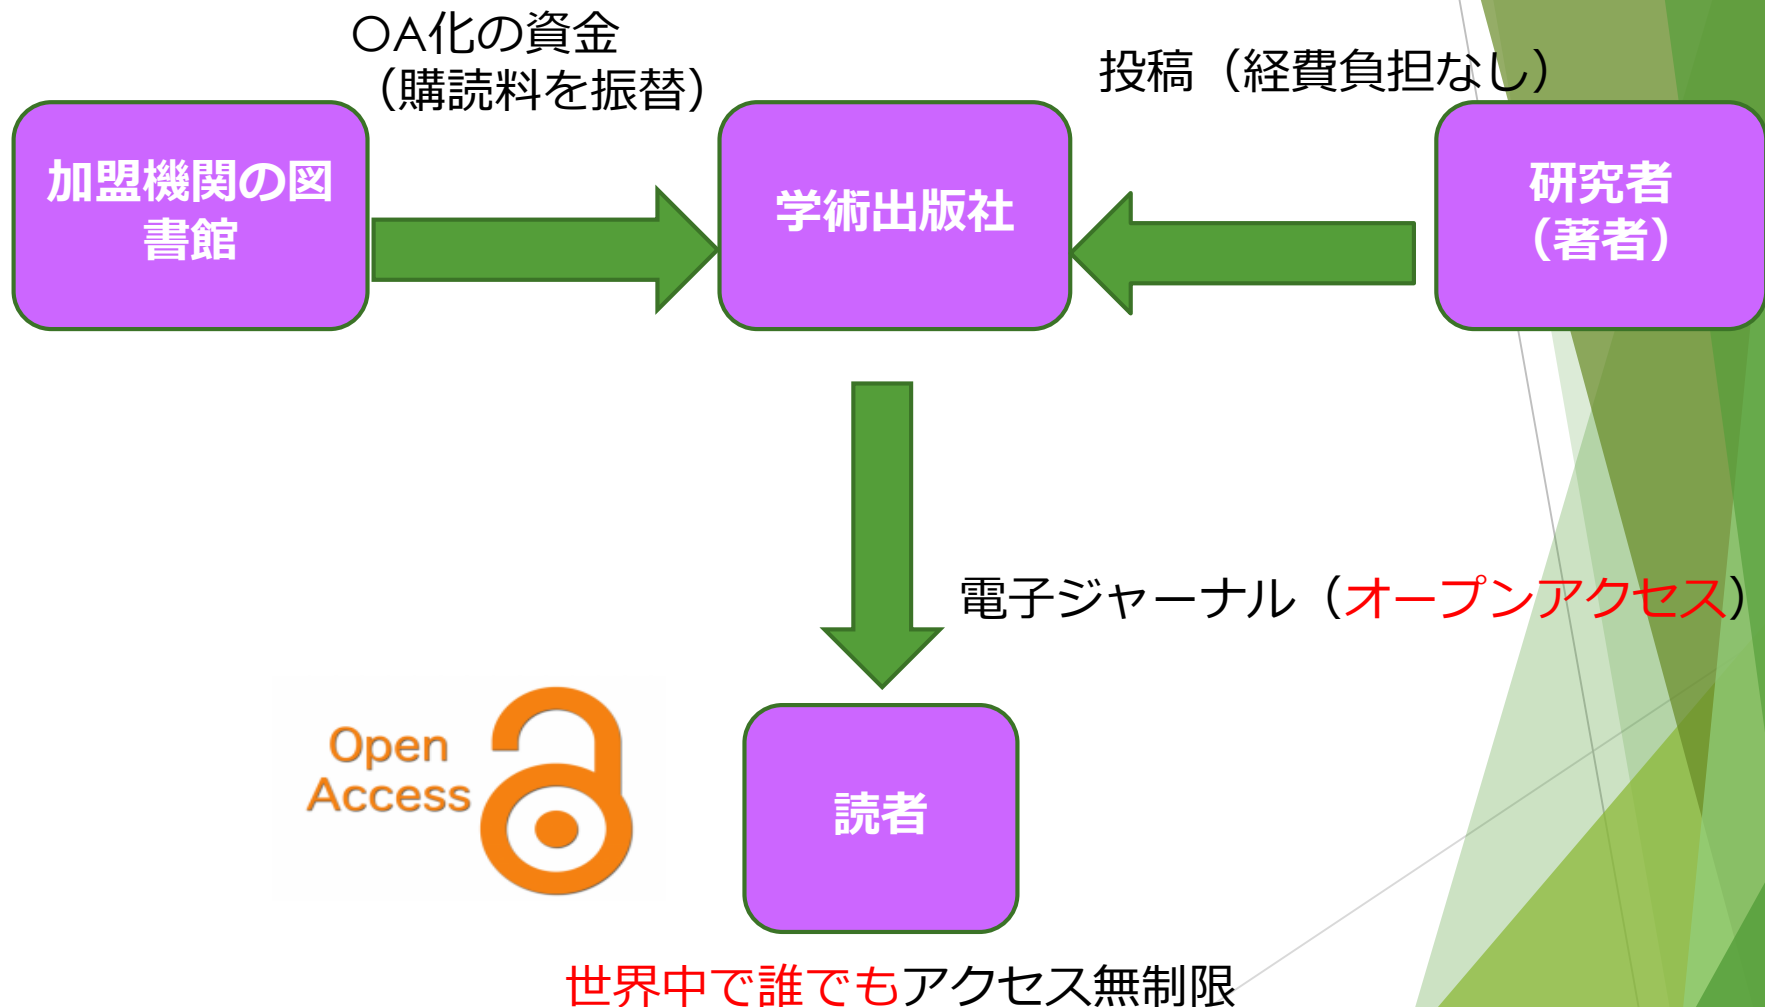 OA化の資金
（購読料を振替）
投稿（経費負担なし）
加盟機関の図
書館
学術出版社
研究者
（著者）
電子ジャーナル（オープンアクセス）
Open
Access
読者
世界中で誰でもアクセス無制限